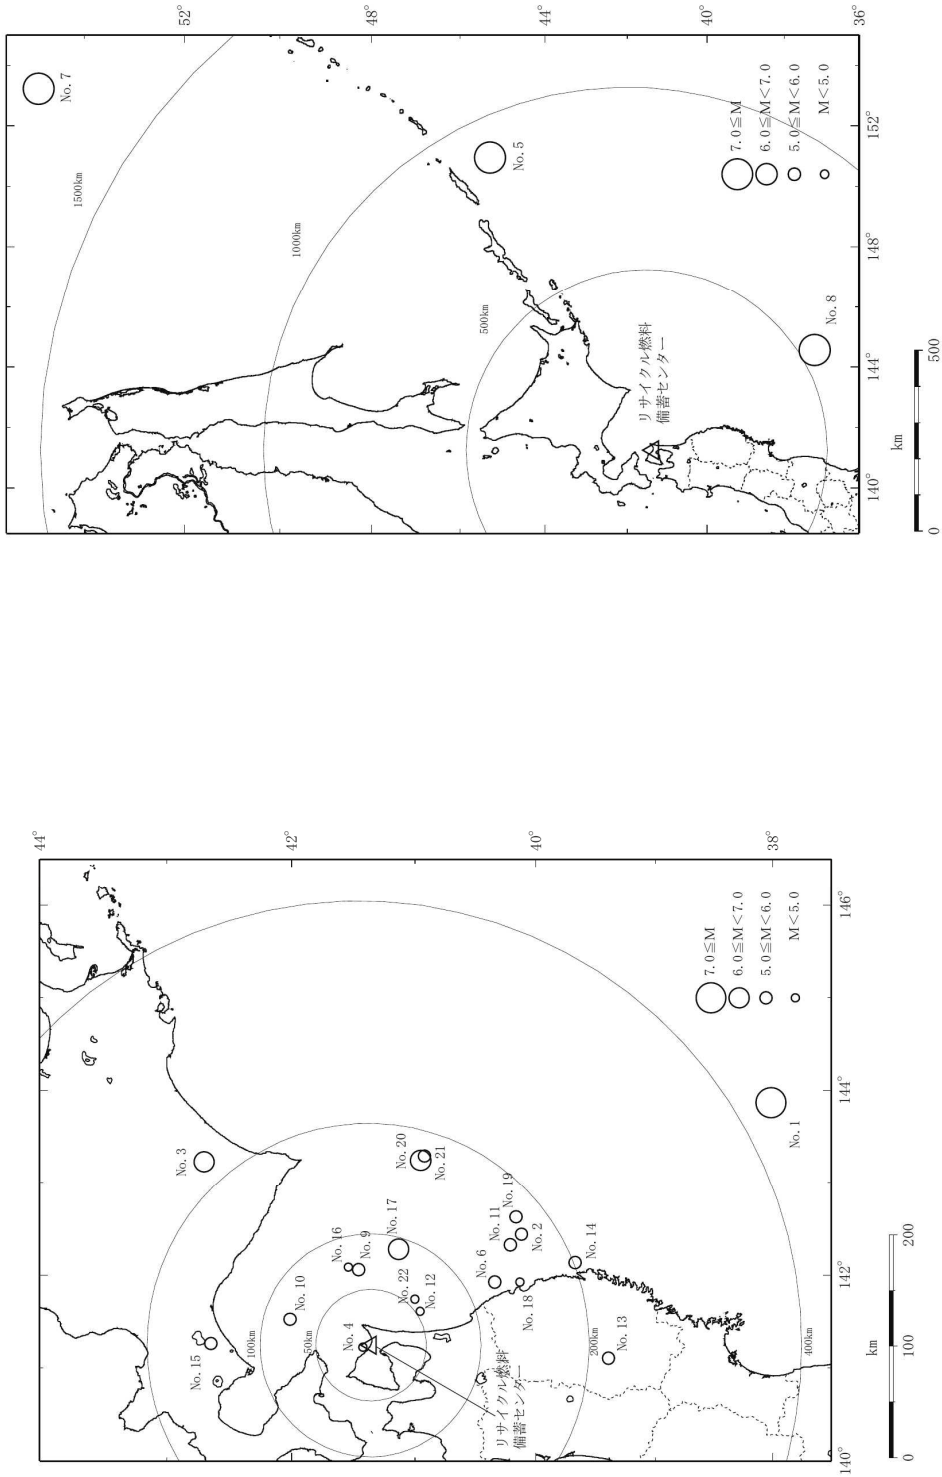 44°
No. 3
No. 15
100km
No. 10
42°
50km
No. 16
No. 4
No. 9
No. 17
No. 20
No. 22
No. 12
No. 21
No. 6
No. 11
No. 19
リサイクル燃料
備蓄センター
No. 18
No. 2
40°
No. 14
200km
No. 13
7.0≦M
6.0≦M<7.0
5.0≦M<6.0
M<5.0
38°
No. 1
400km
140° 142° 144° 146°
km
0 100 200
No. 7
1500km
52°
1000km
48°
500km
No. 5
44°
リサイクル燃料
備蓄センター
40°
7.0≦M
6.0≦M<7.0
5.0≦M<6.0
M<5.0
No. 8
36°
140° 144° 148° 152°
km
0 500